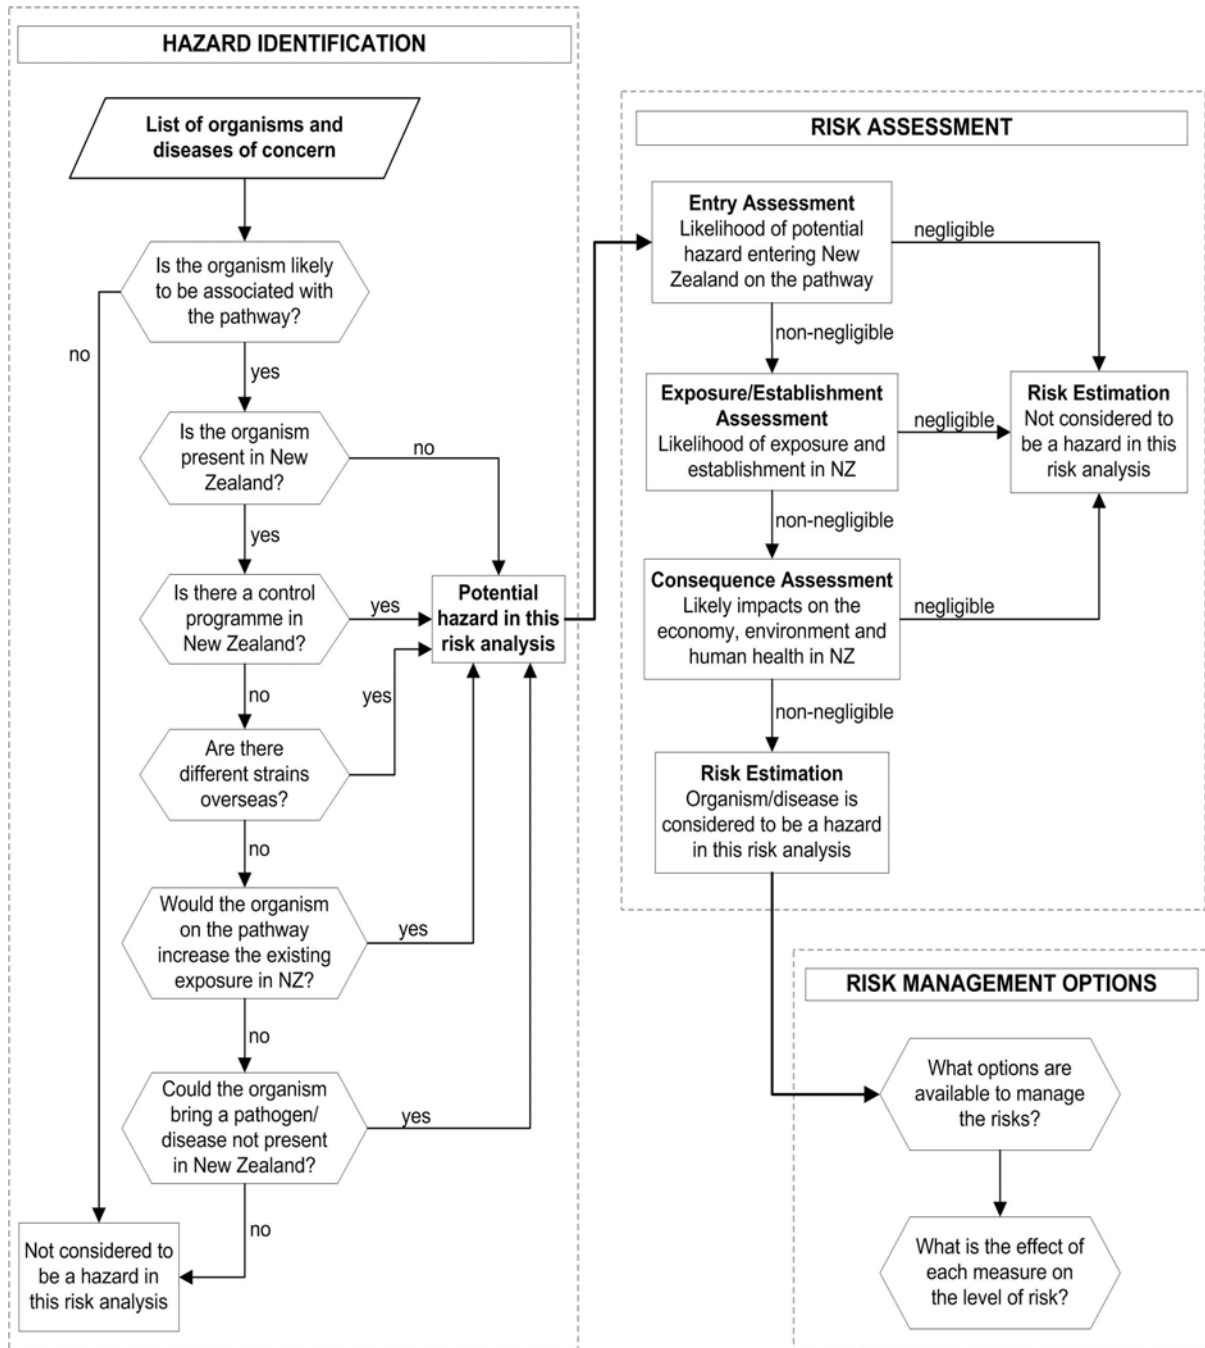 HAZARD IDENTIFICATION
List of organisms and
diseases of concern
Is the organism likely
to be associated with
the pathway?
no
yes
Is the organism
present in New
Zealand?
no
yes
Is there a control
programme in
New Zealand?
yes
no
Are there
different strains
overseas?
yes
no
Would the organism
on the pathway
increase the existing
exposure in NZ?
yes
no
Could the organism
bring a pathogen/
disease not present
in New Zealand?
yes
no
Not considered to
be a hazard in
this risk analysis
Potential
hazard in this
risk analysis
RISK ASSESSMENT
Entry Assessment
Likelihood of potential
hazard entering New
Zealand on the pathway
negligible
non-negligible
Exposure/Establishment
Assessment
Likelihood of exposure and
establishment in NZ
negligible
non-negligible
Consequence Assessment
Likely impacts on the
economy, environment and
human health in NZ
negligible
non-negligible
Risk Estimation
Not considered to
be a hazard in this
risk analysis
Risk Estimation
Organism/disease is
considered to be a hazard
in this risk analysis
RISK MANAGEMENT OPTIONS
What options are
available to manage
the risks?
What is the effect of
each measure on
the level of risk?